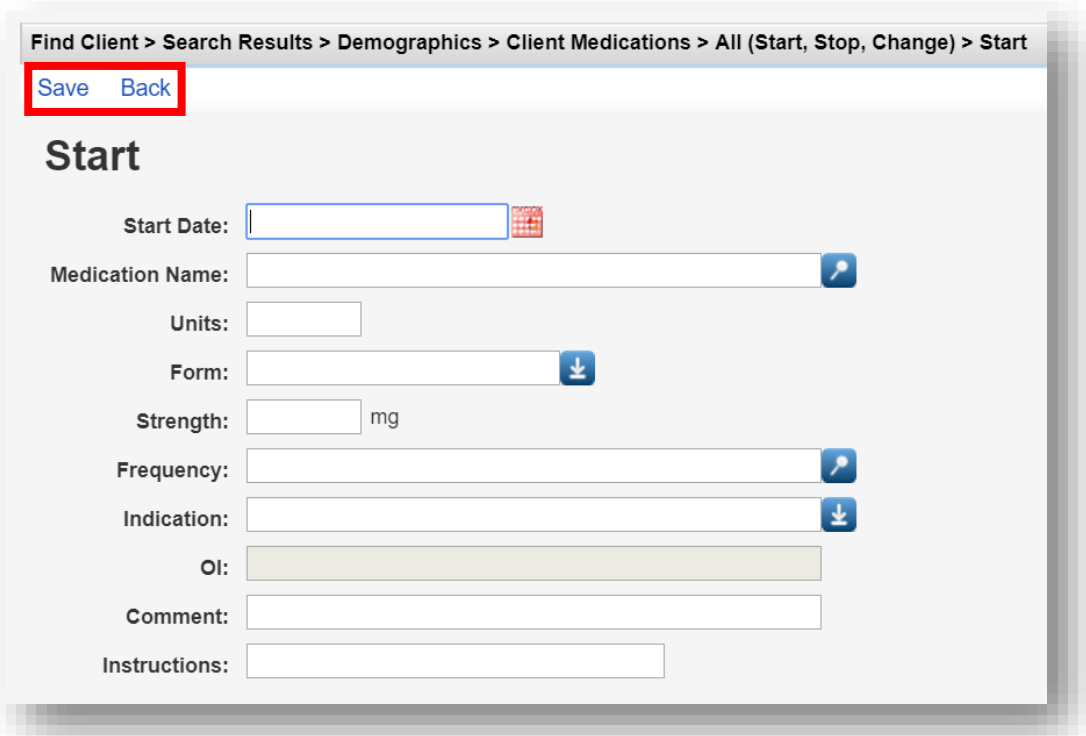 Find Client > Search Results > Demographics > Client Medications > All (Start, Stop, Change) > Start
Save Back
Start
Start Date:
Medication Name:
Units:
Form:
Strength: mg
Frequency:
Indication:
OI:
Comment:
Instructions: